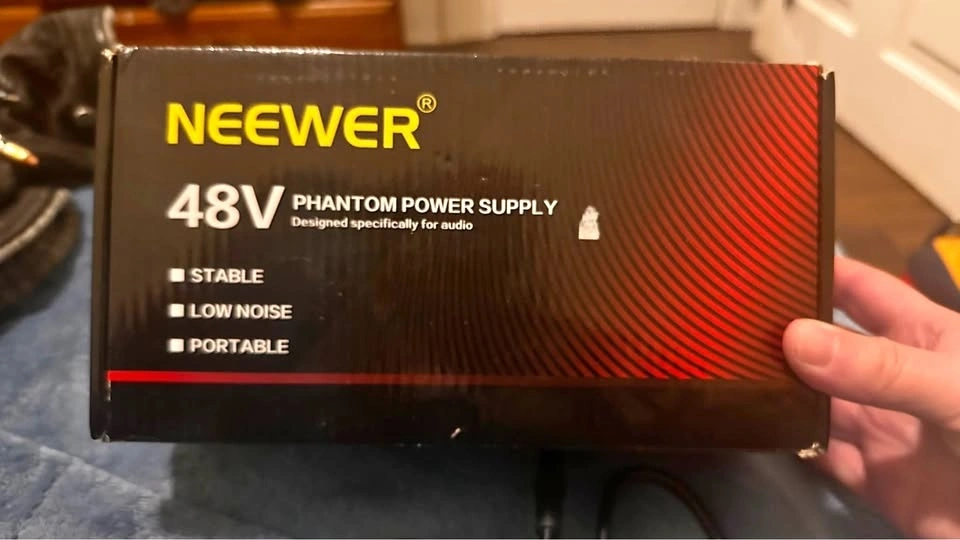 NEEWER®
48V PHANTOM POWER SUPPLY
Designed specifically for audio
STABLE
LOW NOISE
PORTABLE